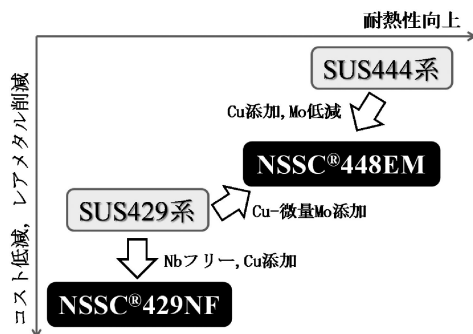 耐熱性向上
SUS444系
Cu添加, Mo低減
NSSC®448EM
SUS429系
Cu-微量Mo添加
Nbフリー, Cu添加
NSSC®429NF
コスト低減, レアメタル削減